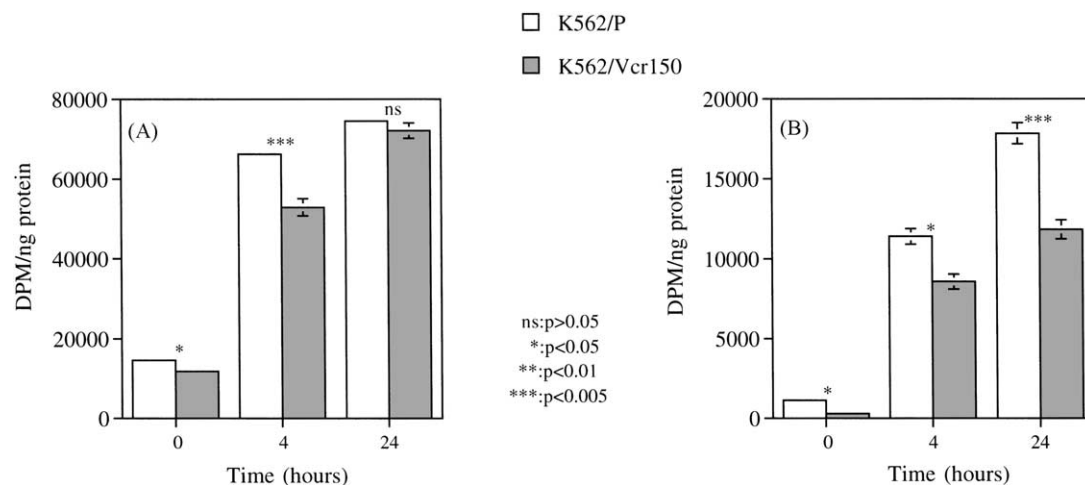 K562/P
K562/Vcr150
(A)
DPM/ng protein
80000
60000
40000
20000
0
*
***
ns
0 4 24
Time (hours)
ns:p>0.05
*:p<0.05
**:p<0.01
***:p<0.005
(B)
DPM/ng protein
20000
15000
10000
5000
0
*
*
***
0 4 24
Time (hours)